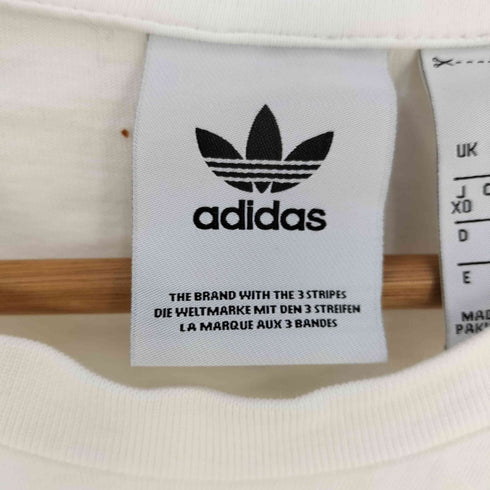 adidas
THE BRAND WITH THE 3 STRIPES
DIE WELTMARKE MIT DEN 3 STREIFEN
LA MARQUE AUX 3 BANDES
UK
J
XO
D
E